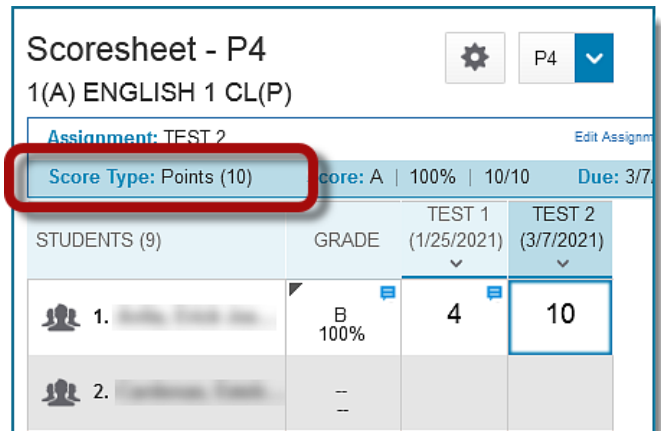 Scoresheet - P4
P4
1(A) ENGLISH 1 CL(P)
Assignment: TEST 2
Edit Assignm
Score Type: Points (10)
core: A | 100% | 10/10
Due: 3/7
STUDENTS (9)
GRADE
TEST 1
(1/25/2021)
TEST 2
(3/7/2021)
1.
B
100%
4
10
2.
--
--